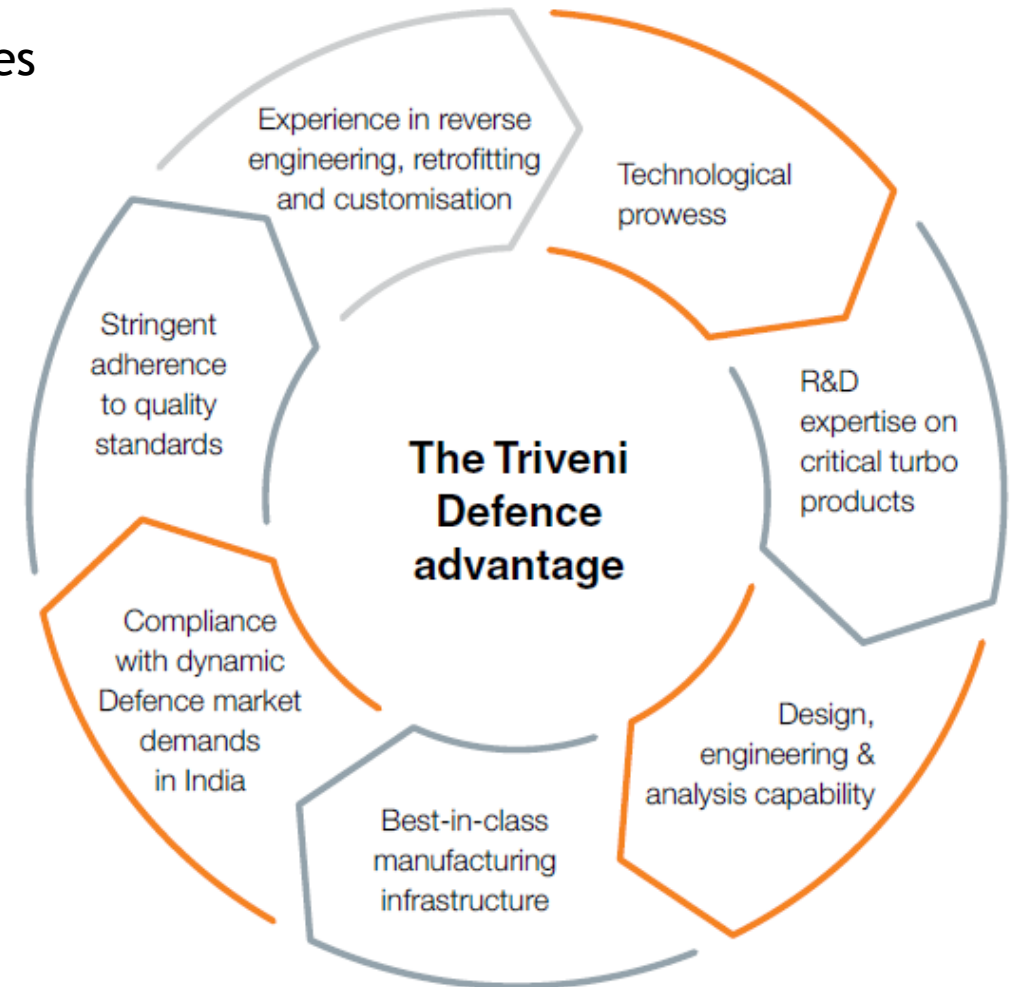 es
Experience in reverse
engineering, retrofitting
and customisation
Technological
prowess
R&D
expertise on
critical turbo
products
Design,
engineering &
analysis capability
Best-in-class
manufacturing
infrastructure
Compliance
with dynamic
Defence market
demands
in India
Stringent
adherence
to quality
standards
The Triveni
Defence
advantage